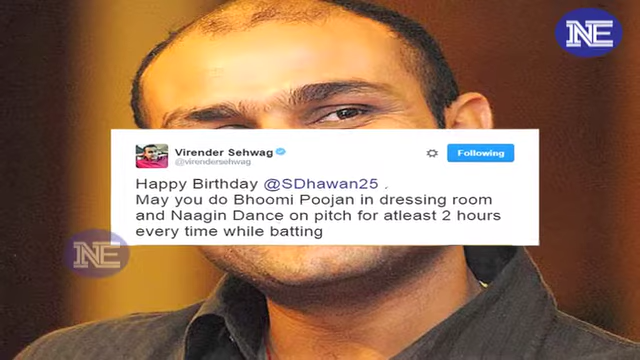 NE
Virender Sehwag
@virendersehwag
Following
Happy Birthday @SDhawan25 .
May you do Bhoomi Poojan in dressing room
and Naagin Dance on pitch for atleast 2 hours
every time while batting
NE